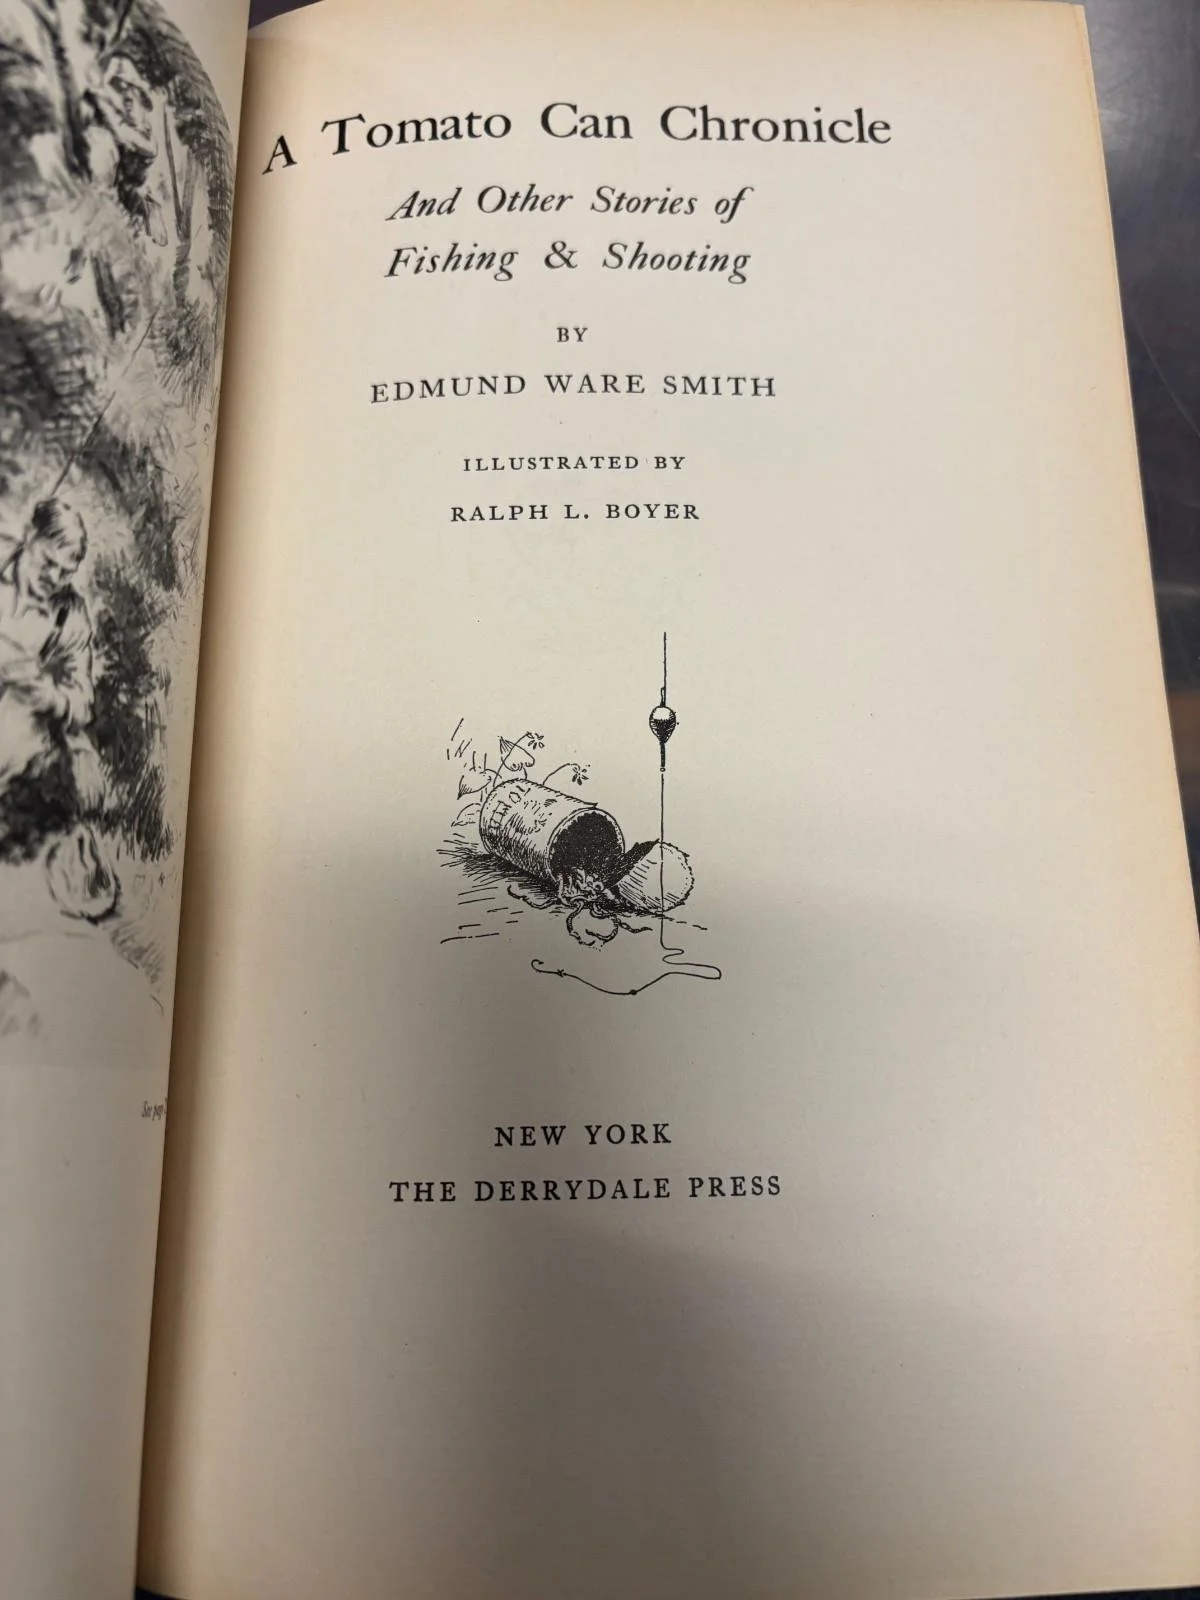 A Tomato Can Chronicle
And Other Stories of
Fishing & Shooting
BY
EDMUND WARE SMITH
ILLUSTRATED BY
RALPH L. BOYER
NEW YORK
THE DERRYDALE PRESS